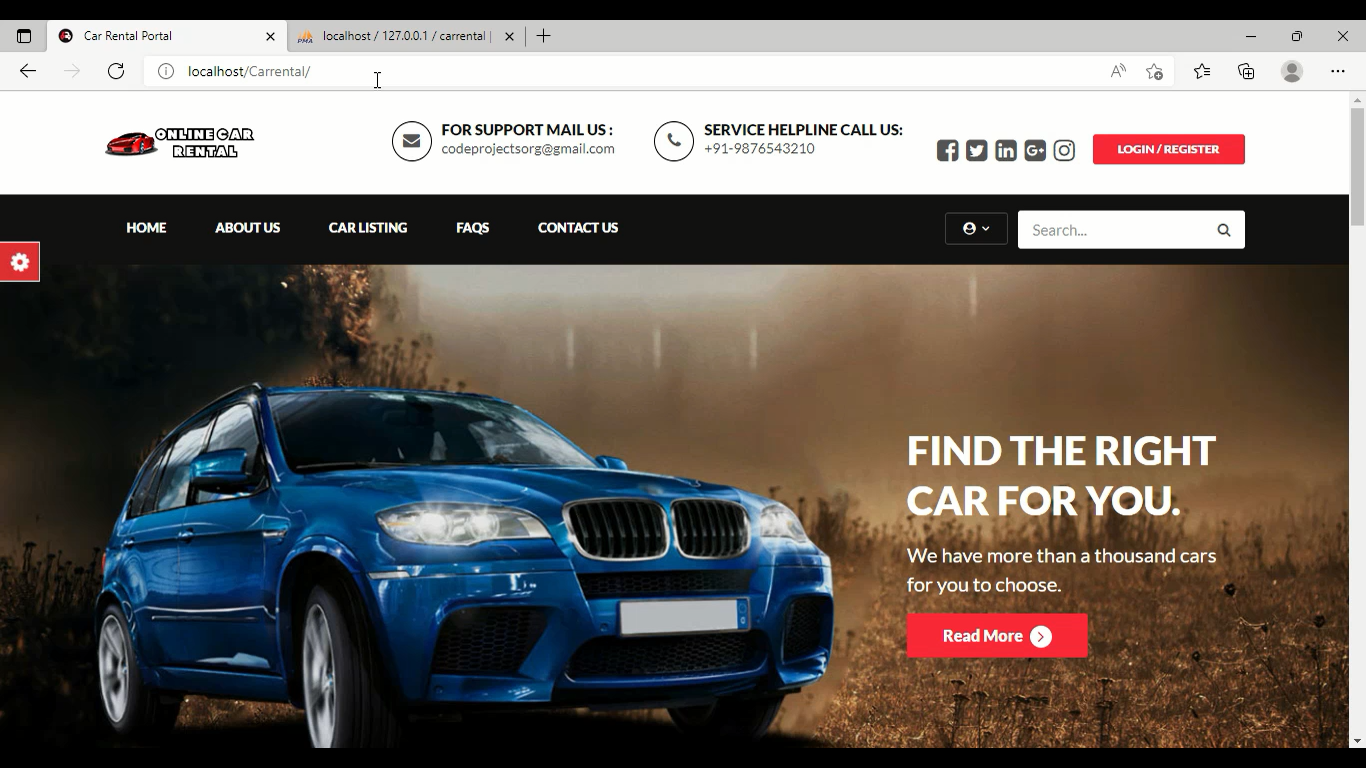 Car Rental Portal
localhost / 127.0.0.1 / carrental |
localhost/Carrental/
ONLINE CAR
RENTAL
FOR SUPPORT MAIL US :
codeprojectsorg@gmail.com
SERVICE HELPLINE CALL US:
+91-9876543210
LOGIN / REGISTER
HOME
ABOUT US
CAR LISTING
FAQS
CONTACT US
Search...
FIND THE RIGHT
CAR FOR YOU.
We have more than a thousand cars
for you to choose.
Read More